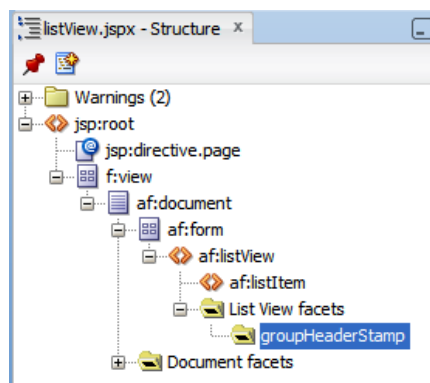 listView.jspx - Structure x
Warnings (2)
jsp:root
jsp:directive.page
f:view
af:document
af:form
af:listView
af:listItem
List View facets
groupHeaderStamp
Document facets